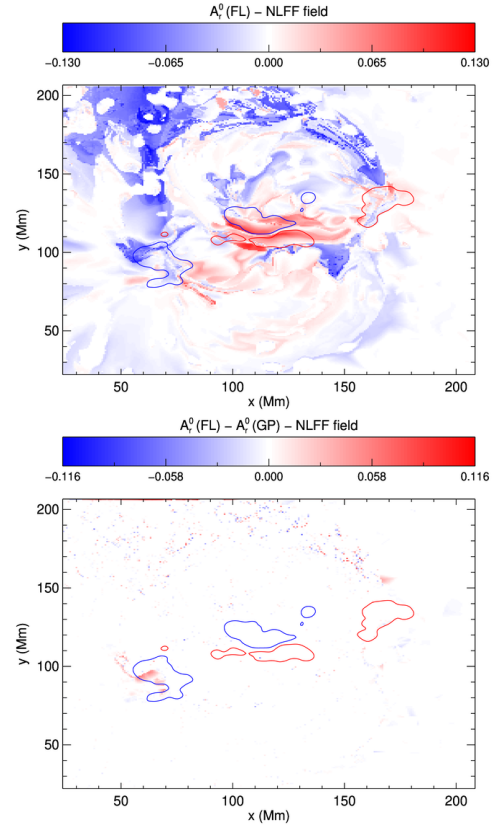 A_r^0(FL) − NLFF field
−0.130 −0.065 0.000 0.065 0.130
200
150
100
50
y (Mm)
50 100 150 200
x (Mm)
A_r^0(FL) − A_r^0(GP) − NLFF field
−0.116 −0.058 0.000 0.058 0.116
200
150
100
50
y (Mm)
50 100 150 200
x (Mm)